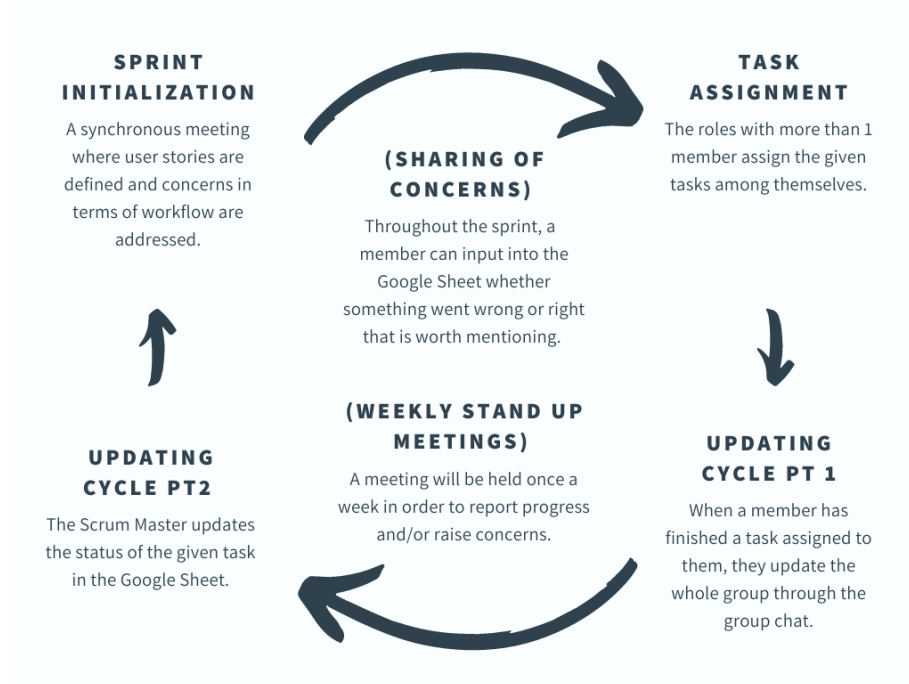 SPRINT
INITIALIZATION
A synchronous meeting
where user stories are
defined and concerns in
terms of workflow are
addressed.
(SHARING OF
CONCERNS)
Throughout the sprint, a
member can input into the
Google Sheet whether
something went wrong or right
that is worth mentioning.
TASK
ASSIGNMENT
The roles with more than 1
member assign the given
tasks among themselves.
(WEEKLY STAND UP
MEETINGS)
A meeting will be held once a
week in order to report progress
and/or raise concerns.
UPDATING
CYCLE PT 1
When a member has
finished a task assigned to
them, they update the
whole group through the
group chat.
UPDATING
CYCLE PT2
The Scrum Master updates
the status of the given task
in the Google Sheet.